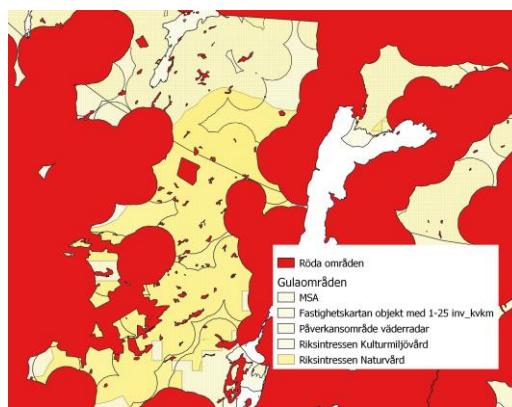 Röda områden
Gulaområden
MSA
Fastighetskartan objekt med 1-25 inv_kvkm
Påverkansområde väderradar
Riksintressen Kulturmiljövård
Riksintressen Naturvård